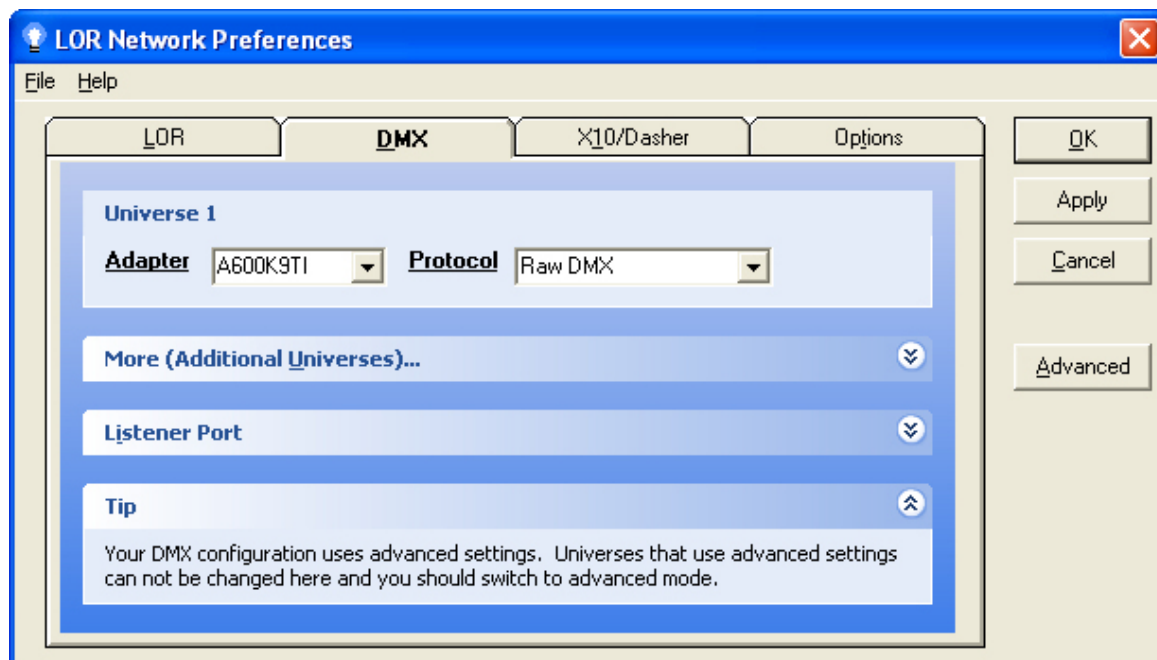 LOR Network Preferences
File Help
LOR DMX X10/Dasher Options
OK
Apply
Cancel
Advanced
Universe 1
Adapter A600K9TI Protocol Raw DMX
More (Additional Universes)...
Listener Port
Tip
Your DMX configuration uses advanced settings. Universes that use advanced settings
can not be changed here and you should switch to advanced mode.